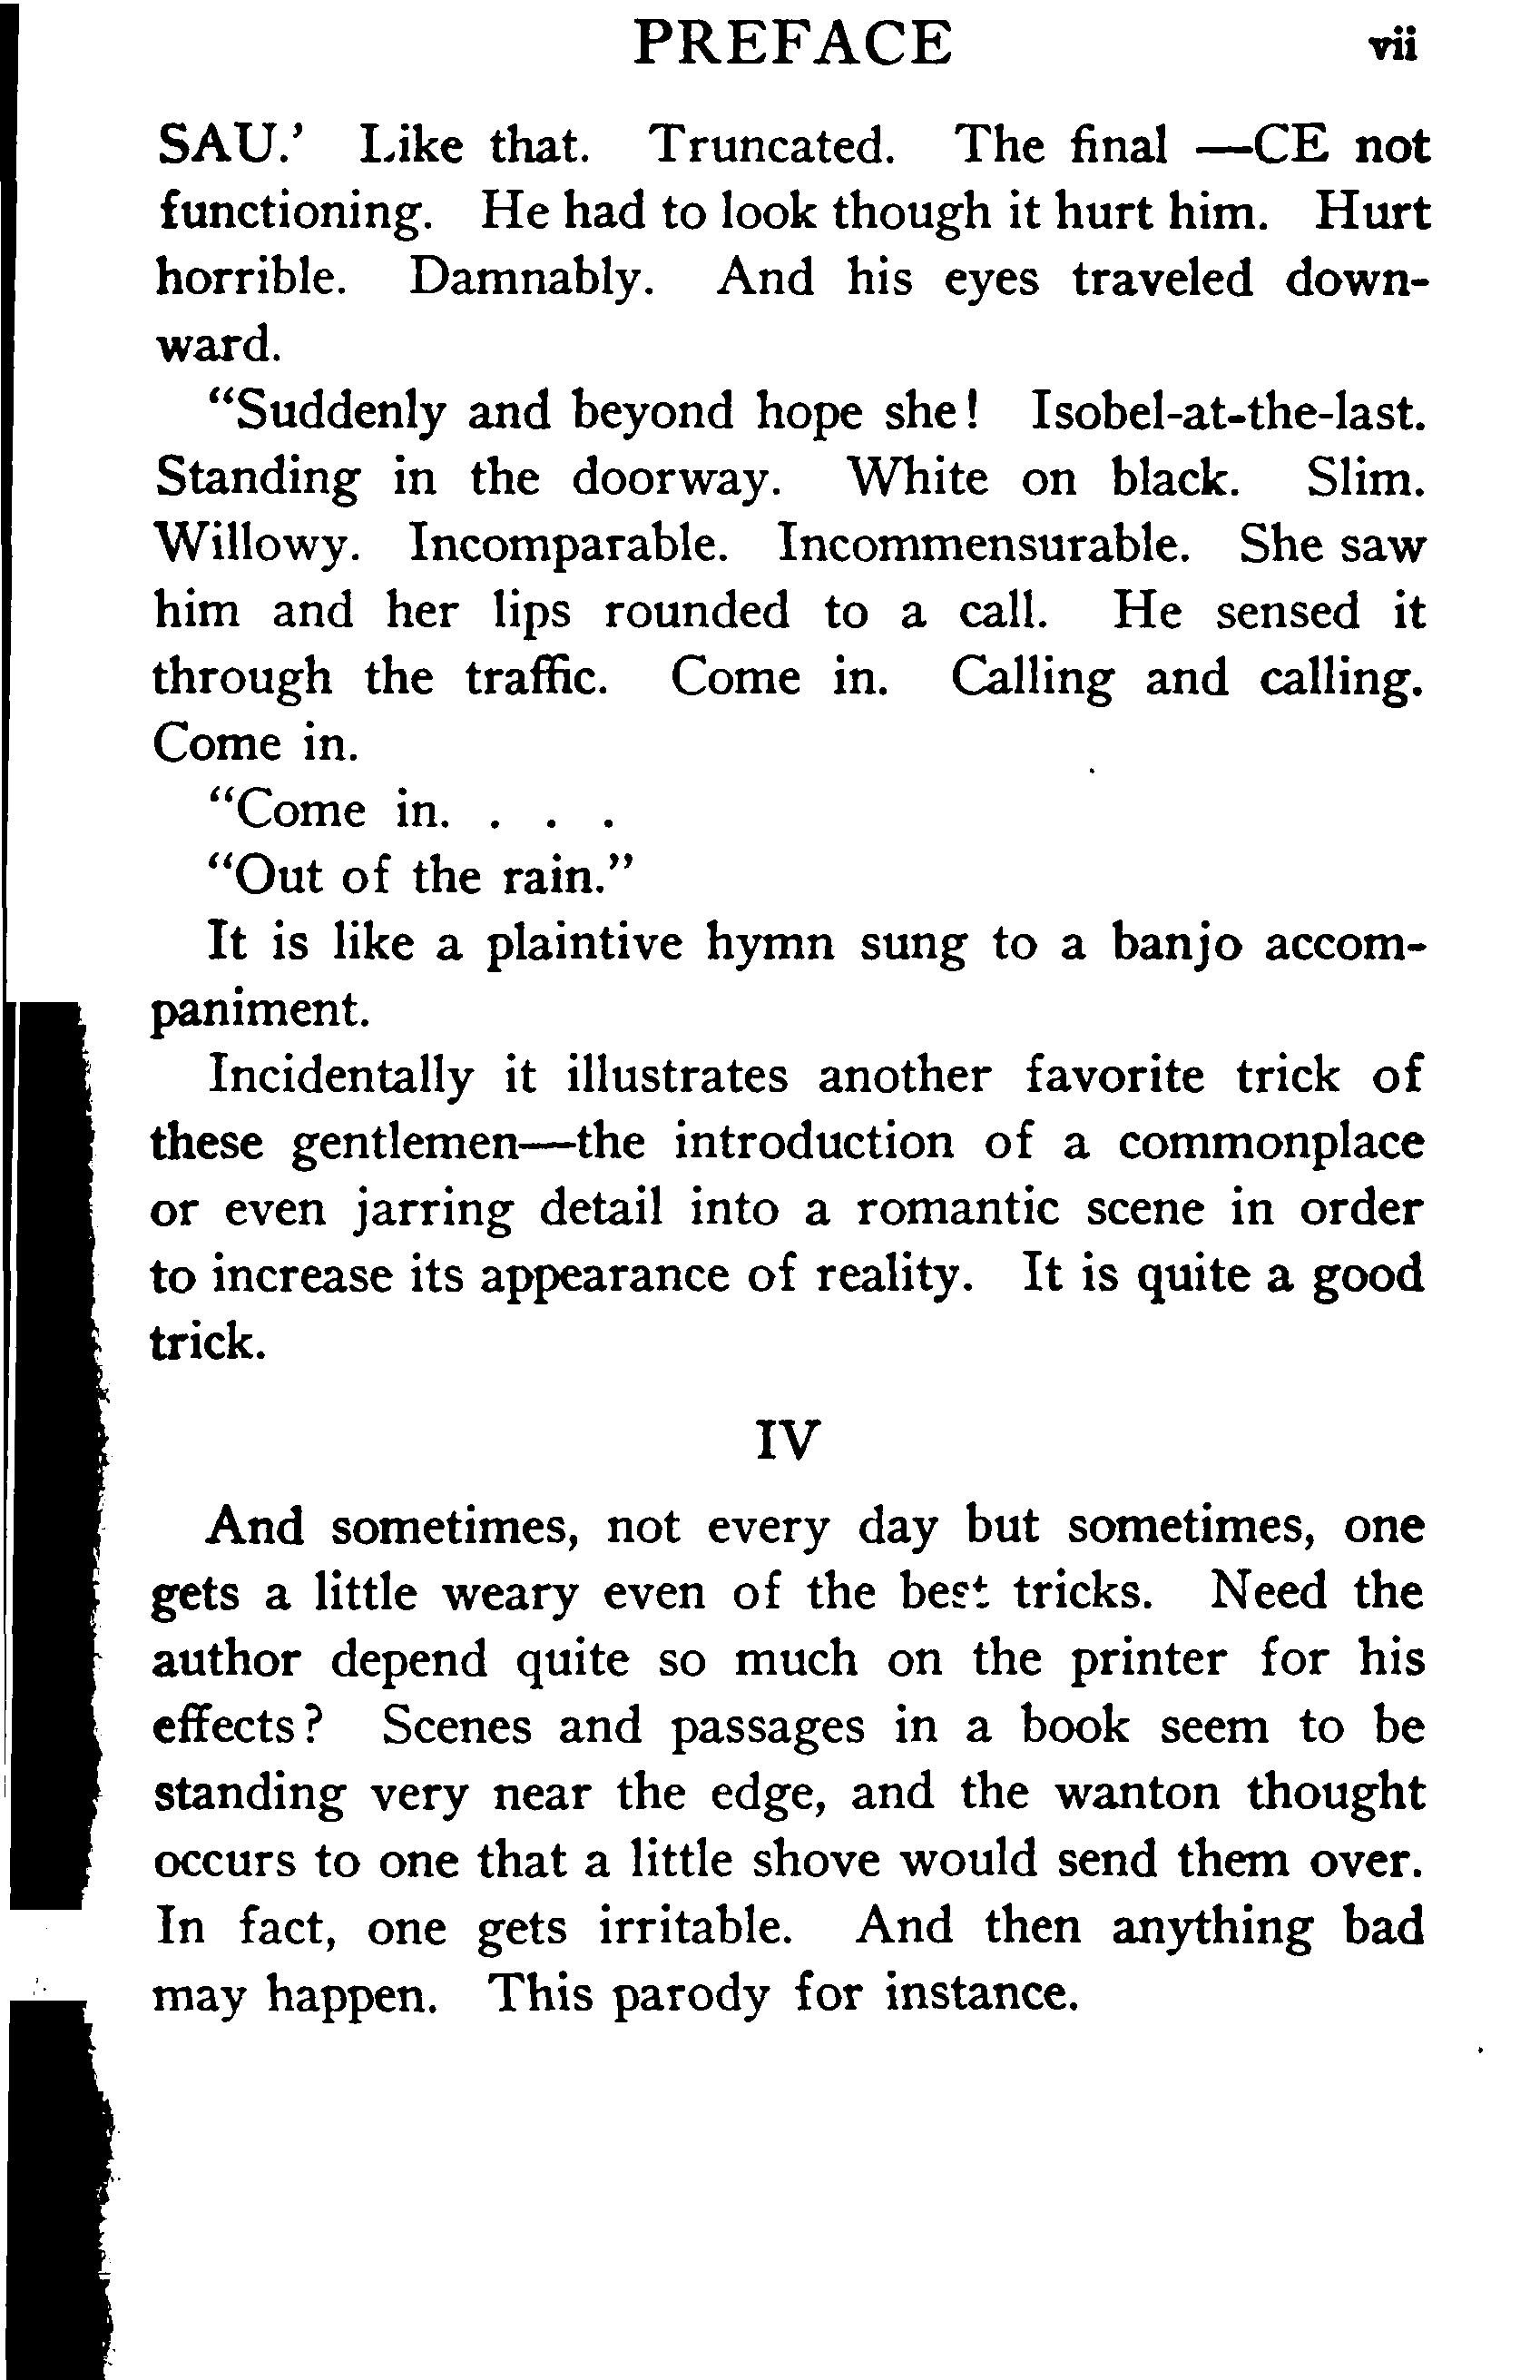 PREFACE vii
SAU.' Like that. Truncated. The final —CE not
functioning. He had to look though it hurt him. Hurt
horrible. Damnably. And his eyes traveled down-
ward.
"Suddenly and beyond hope she! Isobel-at-the-last.
Standing in the doorway. White on black. Slim.
Willowy. Incomparable. Incommensurable. She saw
him and her lips rounded to a call. He sensed it
through the traffic. Come in. Calling and calling.
Come in.
"Come in. . . .
"Out of the rain."
It is like a plaintive hymn sung to a banjo accom-
paniment.
Incidentally it illustrates another favorite trick of
these gentlemen—the introduction of a commonplace
or even jarring detail into a romantic scene in order
to increase its appearance of reality. It is quite a good
trick.
IV
And sometimes, not every day but sometimes, one
gets a little weary even of the best tricks. Need the
author depend quite so much on the printer for his
effects? Scenes and passages in a book seem to be
standing very near the edge, and the wanton thought
occurs to one that a little shove would send them over.
In fact, one gets irritable. And then anything bad
may happen. This parody for instance.